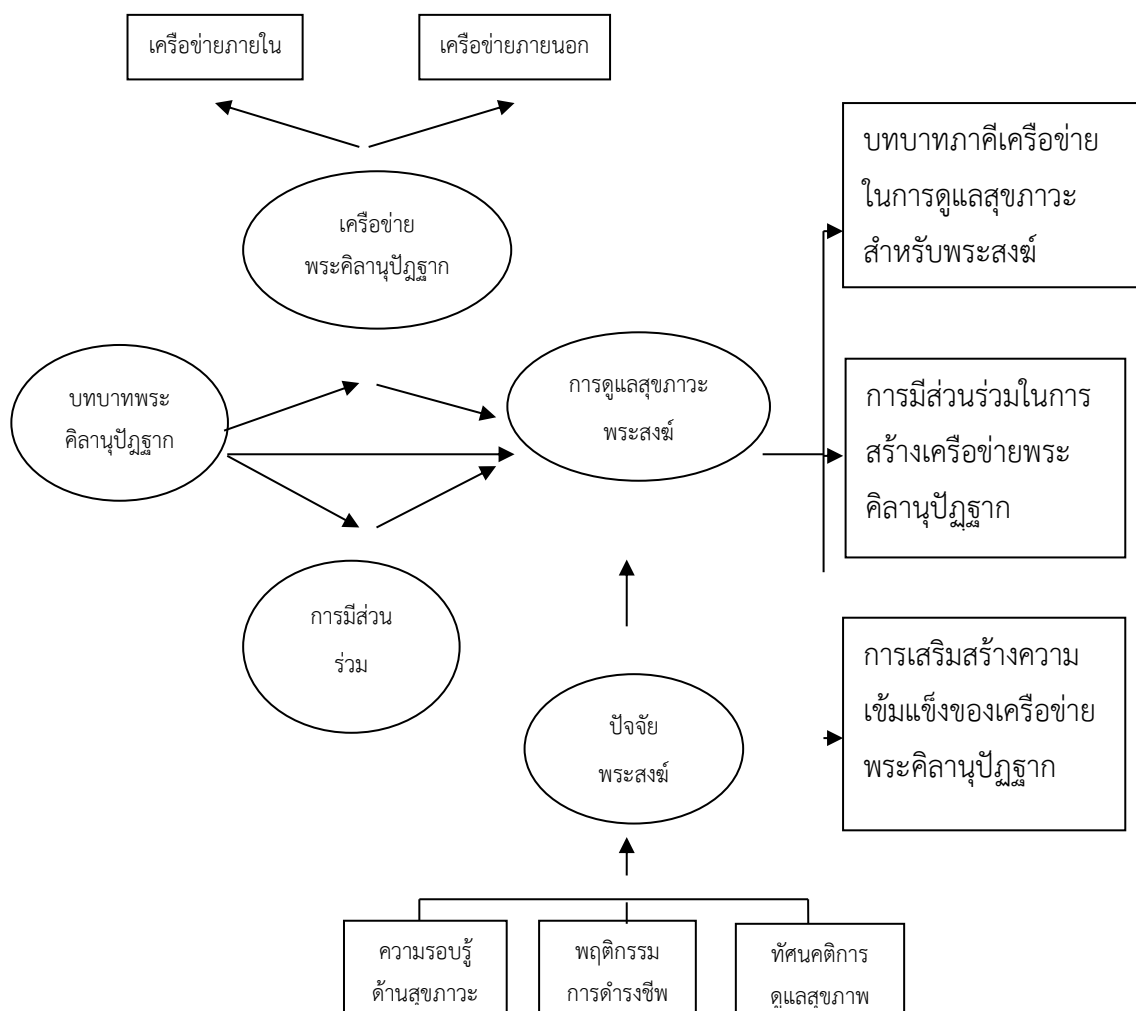 เครือข่ายภายใน
เครือข่ายภายนอก
บทบาทภาคีเครือข่าย
ในการดูแลสุขภาวะ
สำหรับพระสงฆ์
เครือข่าย
พระคิลานุปัฎฐาก
บทบาทพระ
คิลานุปัฎฐาก
การดูแลสุขภาวะ
พระสงฆ์
การมีส่วนร่วมในการ
สร้างเครือข่ายพระ
คิลานุปัฏฐาก
การมีส่วน
ร่วม
ปัจจัย
พระสงฆ์
การเสริมสร้างความ
เข้มแข็งของเครือข่าย
พระคิลานุปัฏฐาก
ความรอบรู้
ด้านสุขภาวะ
พฤติกรรม
การดำรงชีพ
ทัศนคติการ
ดูแลสุขภาพ